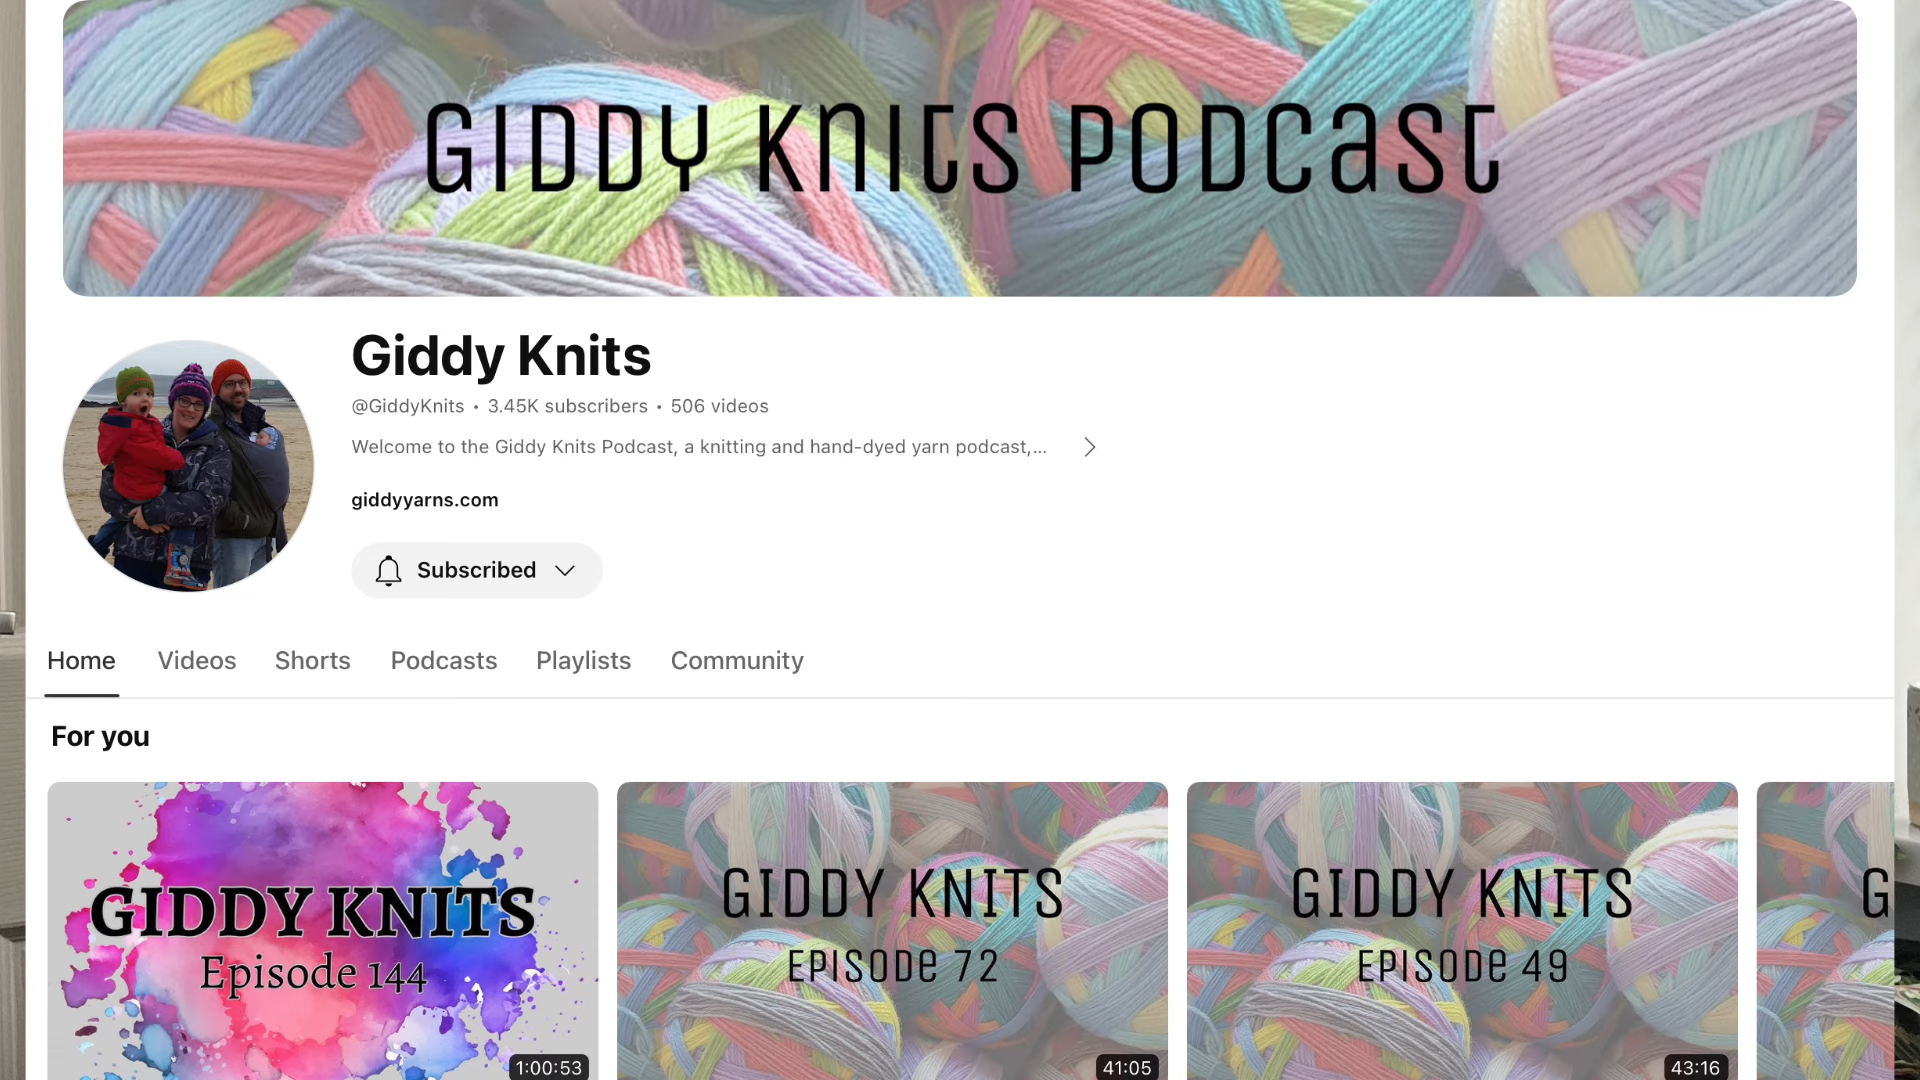 GIDDY KNITS PODCAST
Giddy Knits
@GiddyKnits • 3.45K subscribers • 506 videos
Welcome to the Giddy Knits Podcast, a knitting and hand-dyed yarn podcast,...
giddyyarns.com
Subscribed
Home Videos Shorts Podcasts Playlists Community
For you
GIDDY KNITS
Episode 144
1:00:53
GIDDY KNITS
EPISODE 72
41:05
GIDDY KNITS
EPISODE 49
43:16
G